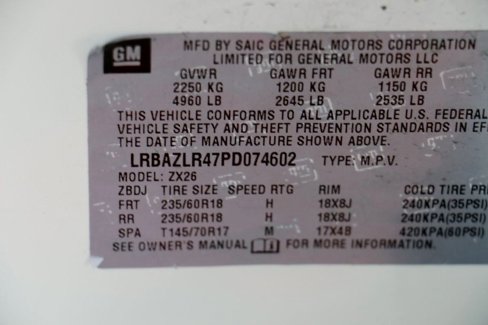 GM
MFD BY SAIC GENERAL MOTORS CORPORATION
LIMITED FOR GENERAL MOTORS LLC
GVWR GAWR FRT GAWR RR
2250 KG 1200 KG 1150 KG
4960 LB 2645 LB 2535 LB
THIS VEHICLE CONFORMS TO ALL APPLICABLE U.S. FEDERAL
VEHICLE AND THEFT PREVENTION STANDARDS IN EF
THE DATE OF MANUFACTURE SHOWN ABOVE.
LRBAZLR47PD074602 TYPE: M.P.V.
MODEL: ZX26
ZBDJ TIRE SIZE SPEED RTG RIM COLD TIRE PR
FRT 235/60R18 H 18X8J 240KPA(35PSI)
RR 235/60R18 H 18X8J 240KPA(35PSI)
SPA T145/70R17 M 17X4B 420KPA(60PSI)
SEE OWNER'S MANUAL FOR MORE INFORMATION.